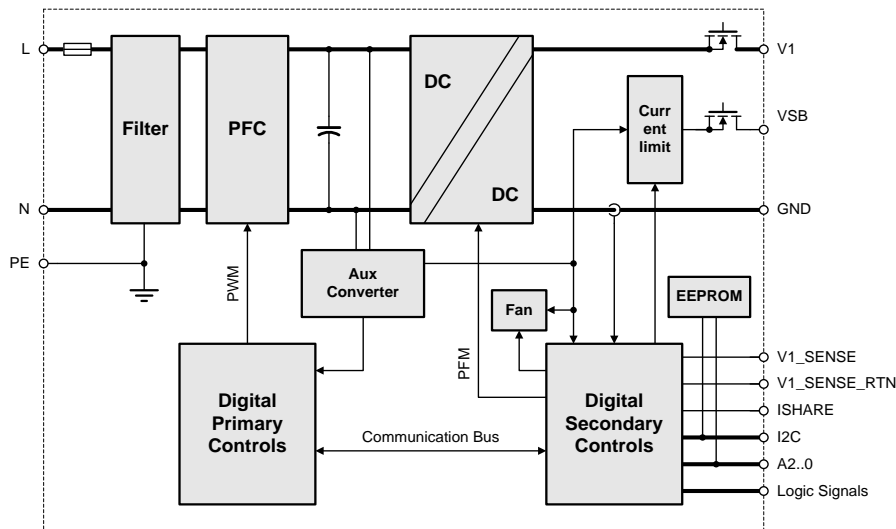 L
V1
DC
Filter
PFC
Curr
ent
limit
VSB
DC
N
GND
PE
PWM
Aux
Converter
PFM
Fan
EEPROM
V1_SENSE
V1_SENSE_RTN
ISHARE
I2C
A2..0
Logic Signals
Digital
Primary
Controls
Communication Bus
Digital
Secondary
Controls